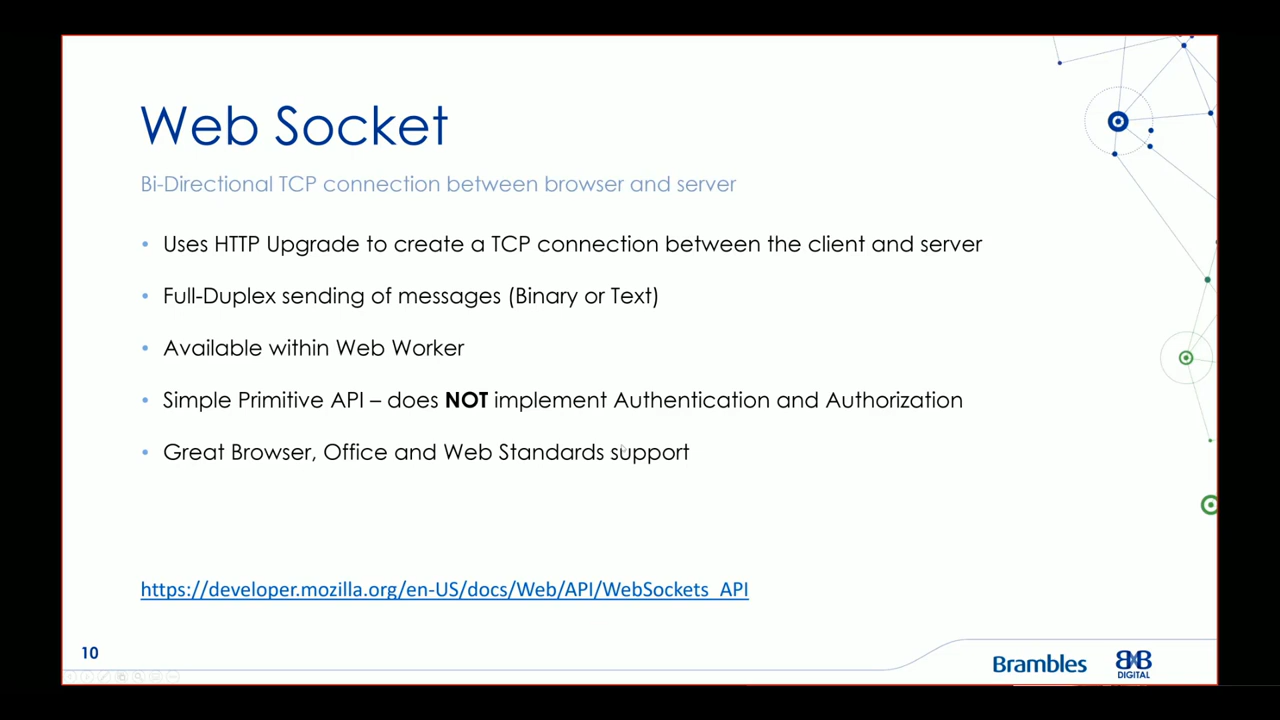 Web Socket
Bi-Directional TCP connection between browser and server
• Uses HTTP Upgrade to create a TCP connection between the client and server
• Full-Duplex sending of messages (Binary or Text)
• Available within Web Worker
• Simple Primitive API – does NOT implement Authentication and Authorization
• Great Browser, Office and Web Standards support
https://developer.mozilla.org/en-US/docs/Web/API/WebSockets_API
10
Brambles
BXB
DIGITAL